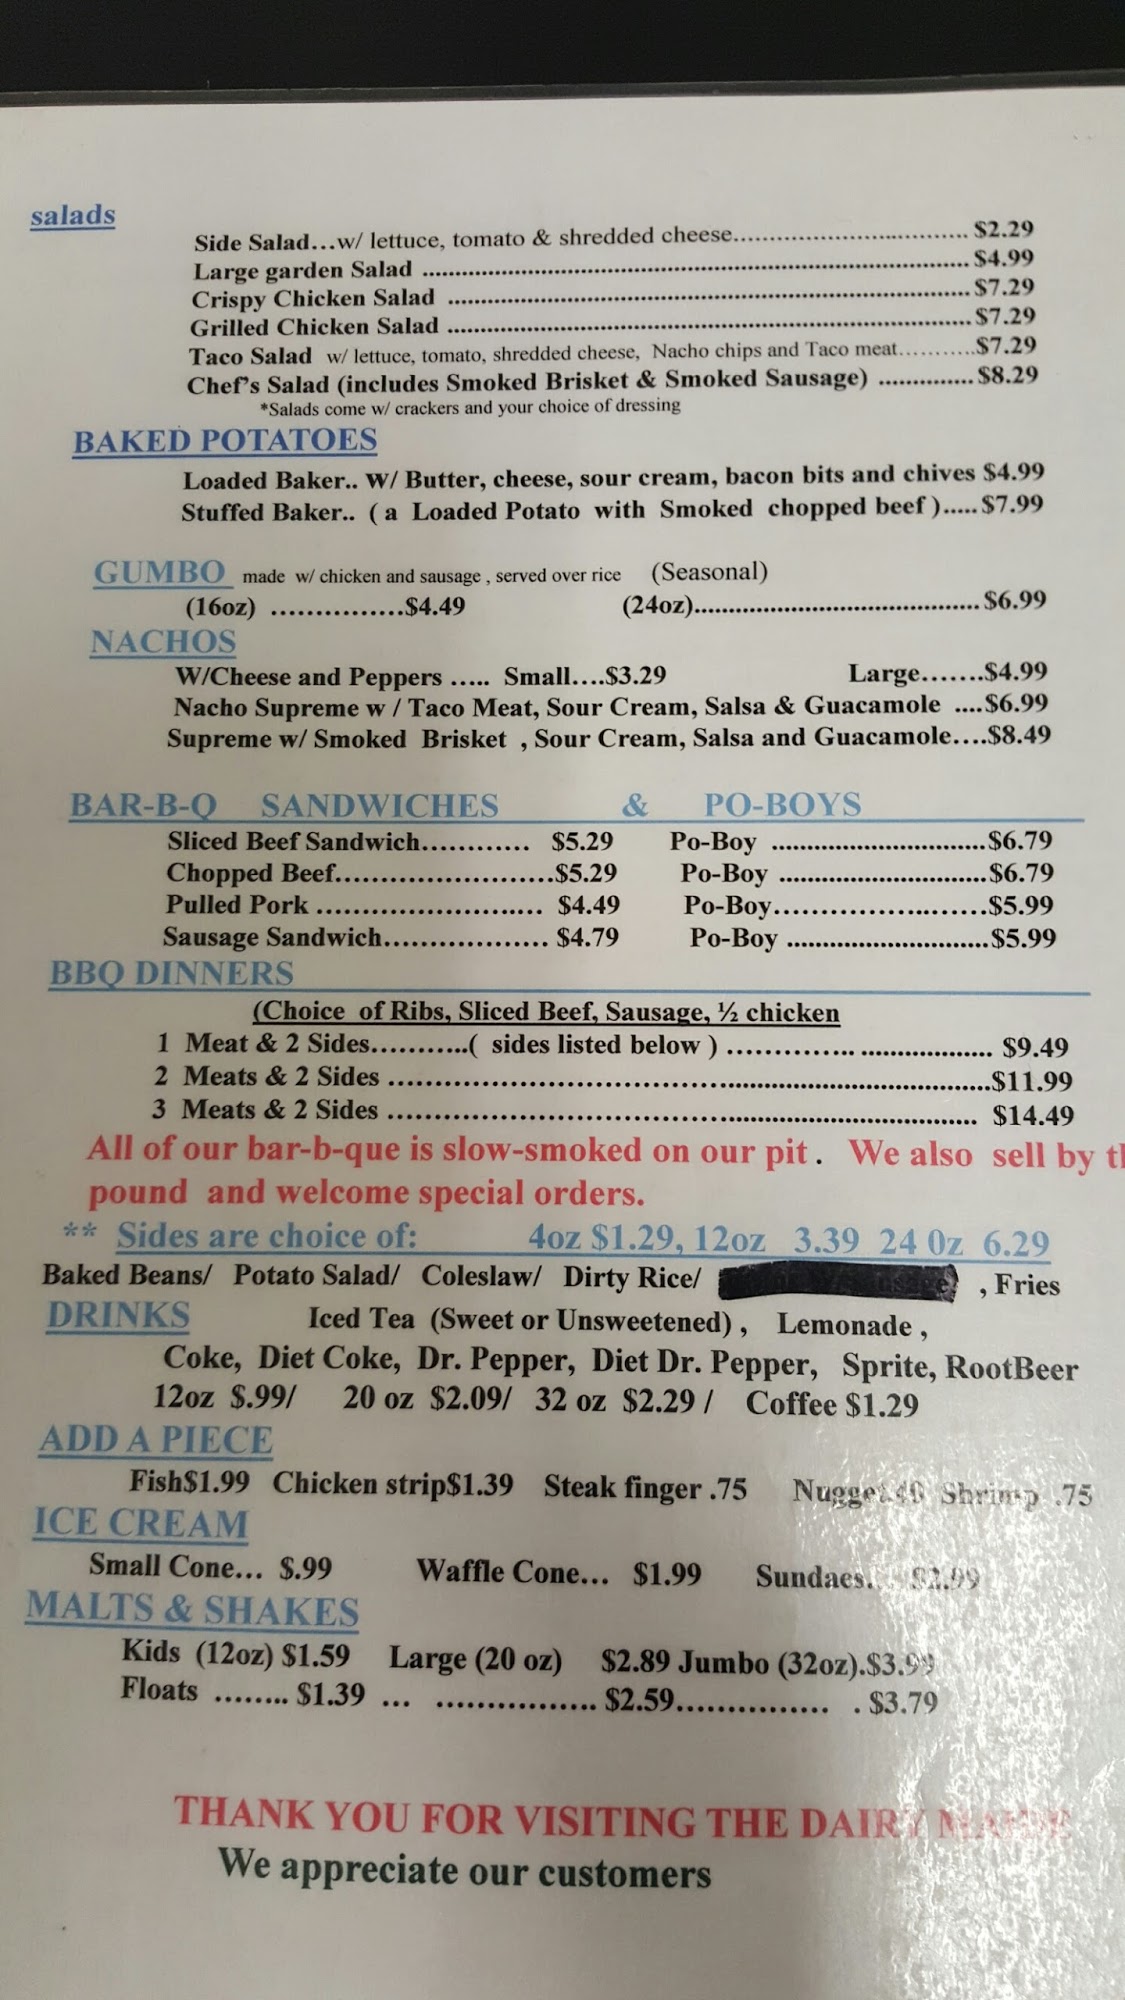 salads
Side Salad...w/ lettuce, tomato & shredded cheese.................................. $2.29
Large garden Salad ........................................................................ $4.99
Crispy Chicken Salad ..................................................................... $7.29
Grilled Chicken Salad ..................................................................... $7.29
Taco Salad w/ lettuce, tomato, shredded cheese, Nacho chips and Taco meat...........$7.29
Chef's Salad (includes Smoked Brisket & Smoked Sausage) ............... $8.29
*Salads come w/ crackers and your choice of dressing
BAKED POTATOES
Loaded Baker.. W/ Butter, cheese, sour cream, bacon bits and chives $4.99
Stuffed Baker.. ( a Loaded Potato with Smoked chopped beef ).....$7.99
GUMBO made w/ chicken and sausage , served over rice (Seasonal)
(16oz) ...............$4.49 (24oz)........................................ $6.99
NACHOS
W/Cheese and Peppers ..... Small....$3.29 Large.......$4.99
Nacho Supreme w / Taco Meat, Sour Cream, Salsa & Guacamole ....$6.99
Supreme w/ Smoked Brisket , Sour Cream, Salsa and Guacamole....$8.49
BAR-B-Q SANDWICHES & PO-BOYS
Sliced Beef Sandwich............ $5.29 Po-Boy ..............................$6.79
Chopped Beef........................$5.29 Po-Boy .............................$6.79
Pulled Pork ......................... $4.49 Po-Boy.........................$5.99
Sausage Sandwich.................. $4.79 Po-Boy ............................$5.99
BBQ DINNERS
(Choice of Ribs, Sliced Beef, Sausage, ½ chicken
1 Meat & 2 Sides...........( sides listed below ) ................................. $9.49
2 Meats & 2 Sides ..............................................................................$11.99
3 Meats & 2 Sides ........................................................................... $14.49
All of our bar-b-que is slow-smoked on our pit . We also sell by
pound and welcome special orders.
** Sides are choice of: 4oz $1.29, 12oz 3.39 24 0z 6.29
Baked Beans/ Potato Salad/ Coleslaw/ Dirty Rice/ , Fries
DRINKS Iced Tea (Sweet or Unsweetened) , Lemonade ,
Coke, Diet Coke, Dr. Pepper, Diet Dr. Pepper, Sprite, RootBeer
12oz $.99/ 20 oz $2.09/ 32 oz $2.29 / Coffee $1.29
ADD A PIECE
Fish$1.99 Chicken strip$1.39 Steak finger .75 Nugget Shrimp .75
ICE CREAM
Small Cone... $.99 Waffle Cone... $1.99 Sundaes. $2.99
MALTS & SHAKES
Kids (12oz) $1.59 Large (20 oz) $2.89 Jumbo (32oz).$3.99
Floats ........ $1.39 ... ................. $2.59................ . $3.79
THANK YOU FOR VISITING THE DAIRY
We appreciate our customers